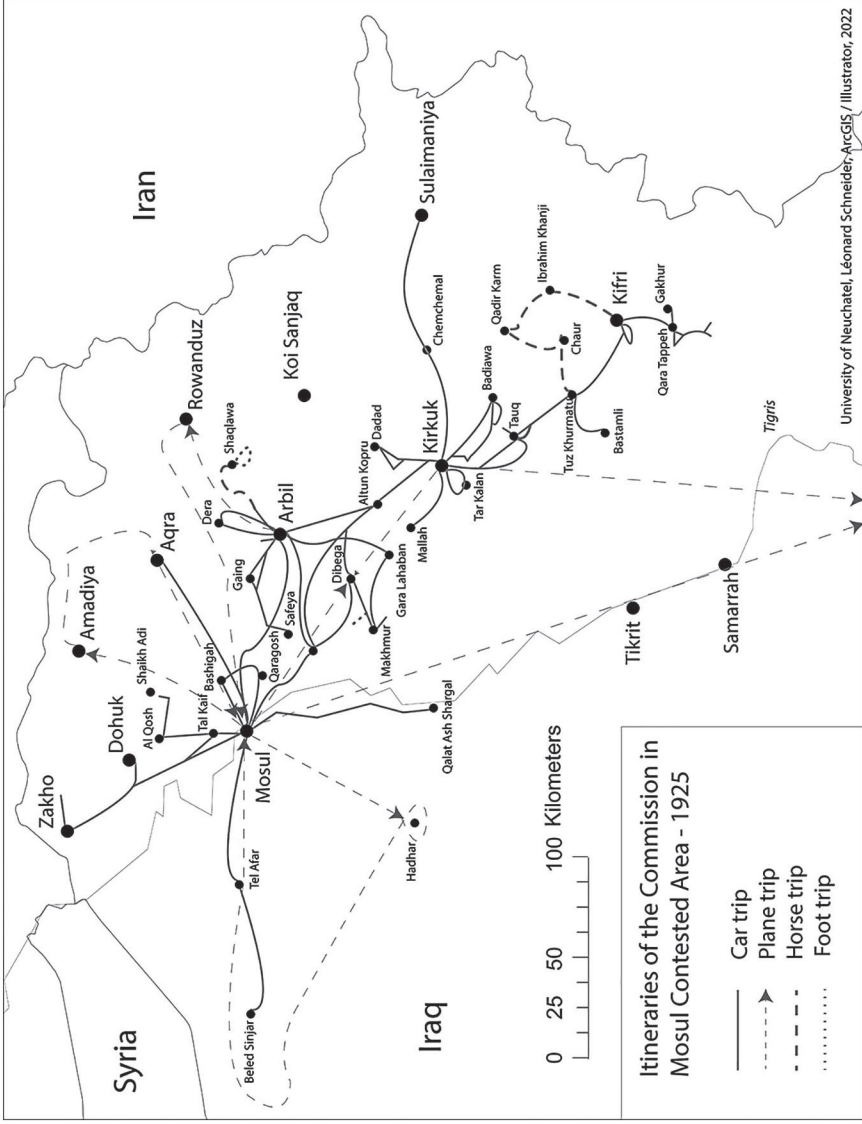 Syria
Iran
Iraq
Zakho
Dohuk
Amadiya
Al Qosh
Shaikh Adi
Tal Kaif
Bashigah
Aqra
Rowanduz
Mosul
Qaragosh
Safeya
Gaing
Dera
Shaqlawa
Arbil
Koi Sanjaq
Tel Afar
Beled Sinjar
Hadhar
Qalat Ash Shargal
Makhmur
Dibega
Gara Lahaban
Altun Kopru
Dadad
Mallah
Kirkuk
Chemchemal
Sulaimaniya
Tar Kalan
Tauq
Badiawa
Qadir Karm
Ibrahim Khanji
Chaur
Tuz Khurmatu
Bastamli
Kifri
Gakhur
Qara Tappeh
Tikrit
Samarrah
Tigris
0 25 50 100 Kilometers
Itineraries of the Commission in
Mosul Contested Area - 1925
Car trip
Plane trip
Horse trip
Foot trip
University of Neuchatel, Léonard Schneider, ArcGIS / Illustrator, 2022